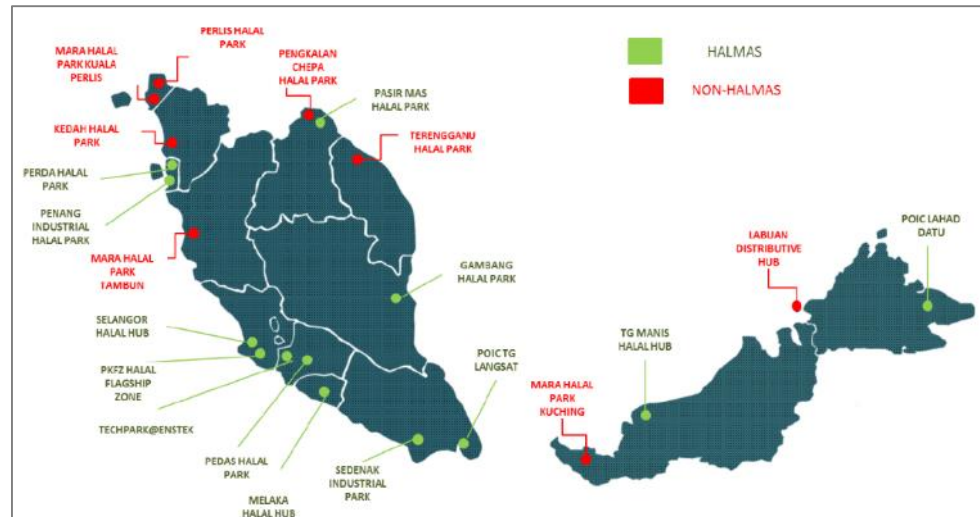 PERLIS HALAL
PARK
MARA HALAL
PARK KUALA
PERLIS
PENGKALAN
CHEPA
HALAL PARK
PASIR MAS
HALAL PARK
KEDAH HALAL
PARK
TERENGGANU
HALAL PARK
PERDA HALAL
PARK
PENANG
INDUSTRIAL
HALAL PARK
MARA HALAL
PARK
TAMBUN
GAMBANG
HALAL PARK
SELANGOR
HALAL HUB
PKFZ HALAL
FLAGSHIP
ZONE
TECHPARK@ENSTEK
PEDAS HALAL
PARK
MELAKA
HALAL HUB
SEDENAK
INDUSTRIAL
PARK
POIC TG
LANGSAT
HALMAS
NON-HALMAS
LABUAN
DISTRIBUTIVE
HUB
POIC LAHAD
DATU
TG MANIS
HALAL HUB
MARA HALAL
PARK
KUCHING